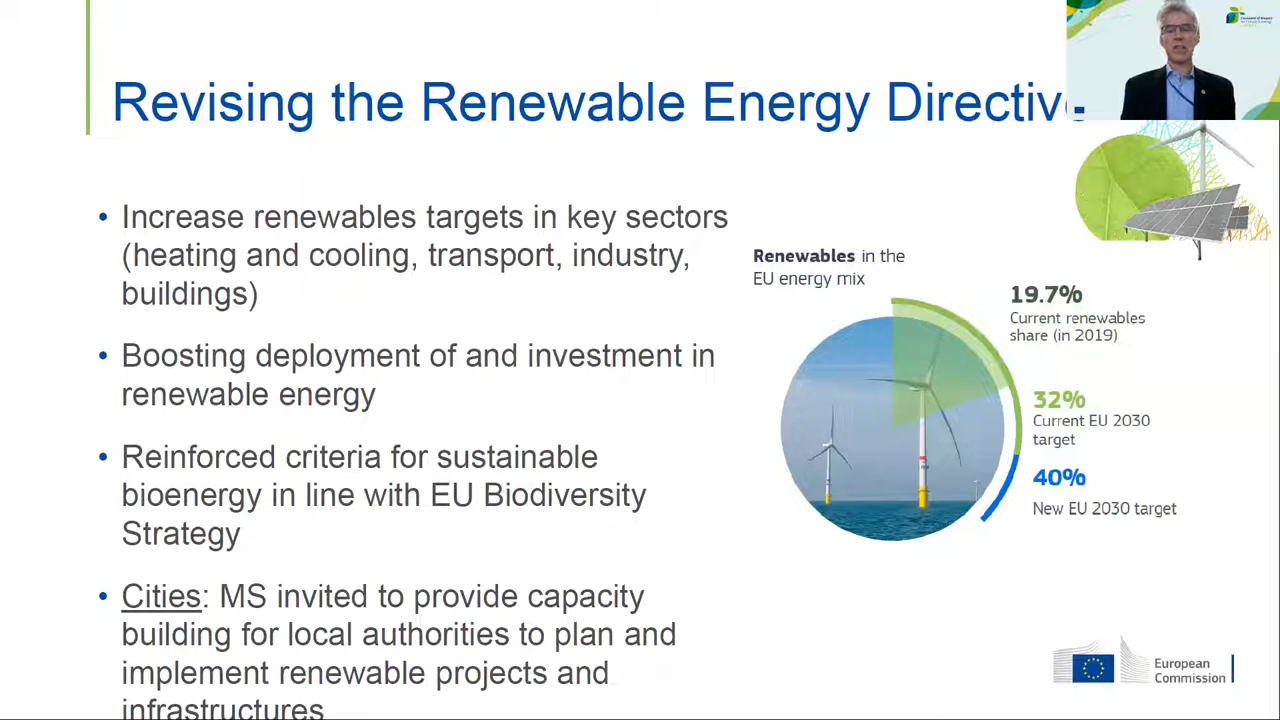 Revising the Renewable Energy Directive
• Increase renewables targets in key sectors
(heating and cooling, transport, industry,
buildings)
• Boosting deployment of and investment in
renewable energy
• Reinforced criteria for sustainable
bioenergy in line with EU Biodiversity
Strategy
• Cities: MS invited to provide capacity
building for local authorities to plan and
implement renewable projects and
infrastructures
Renewables in the
EU energy mix
19.7%
Current renewables
share (in 2019)
32%
Current EU 2030
target
40%
New EU 2030 target
European
Commission